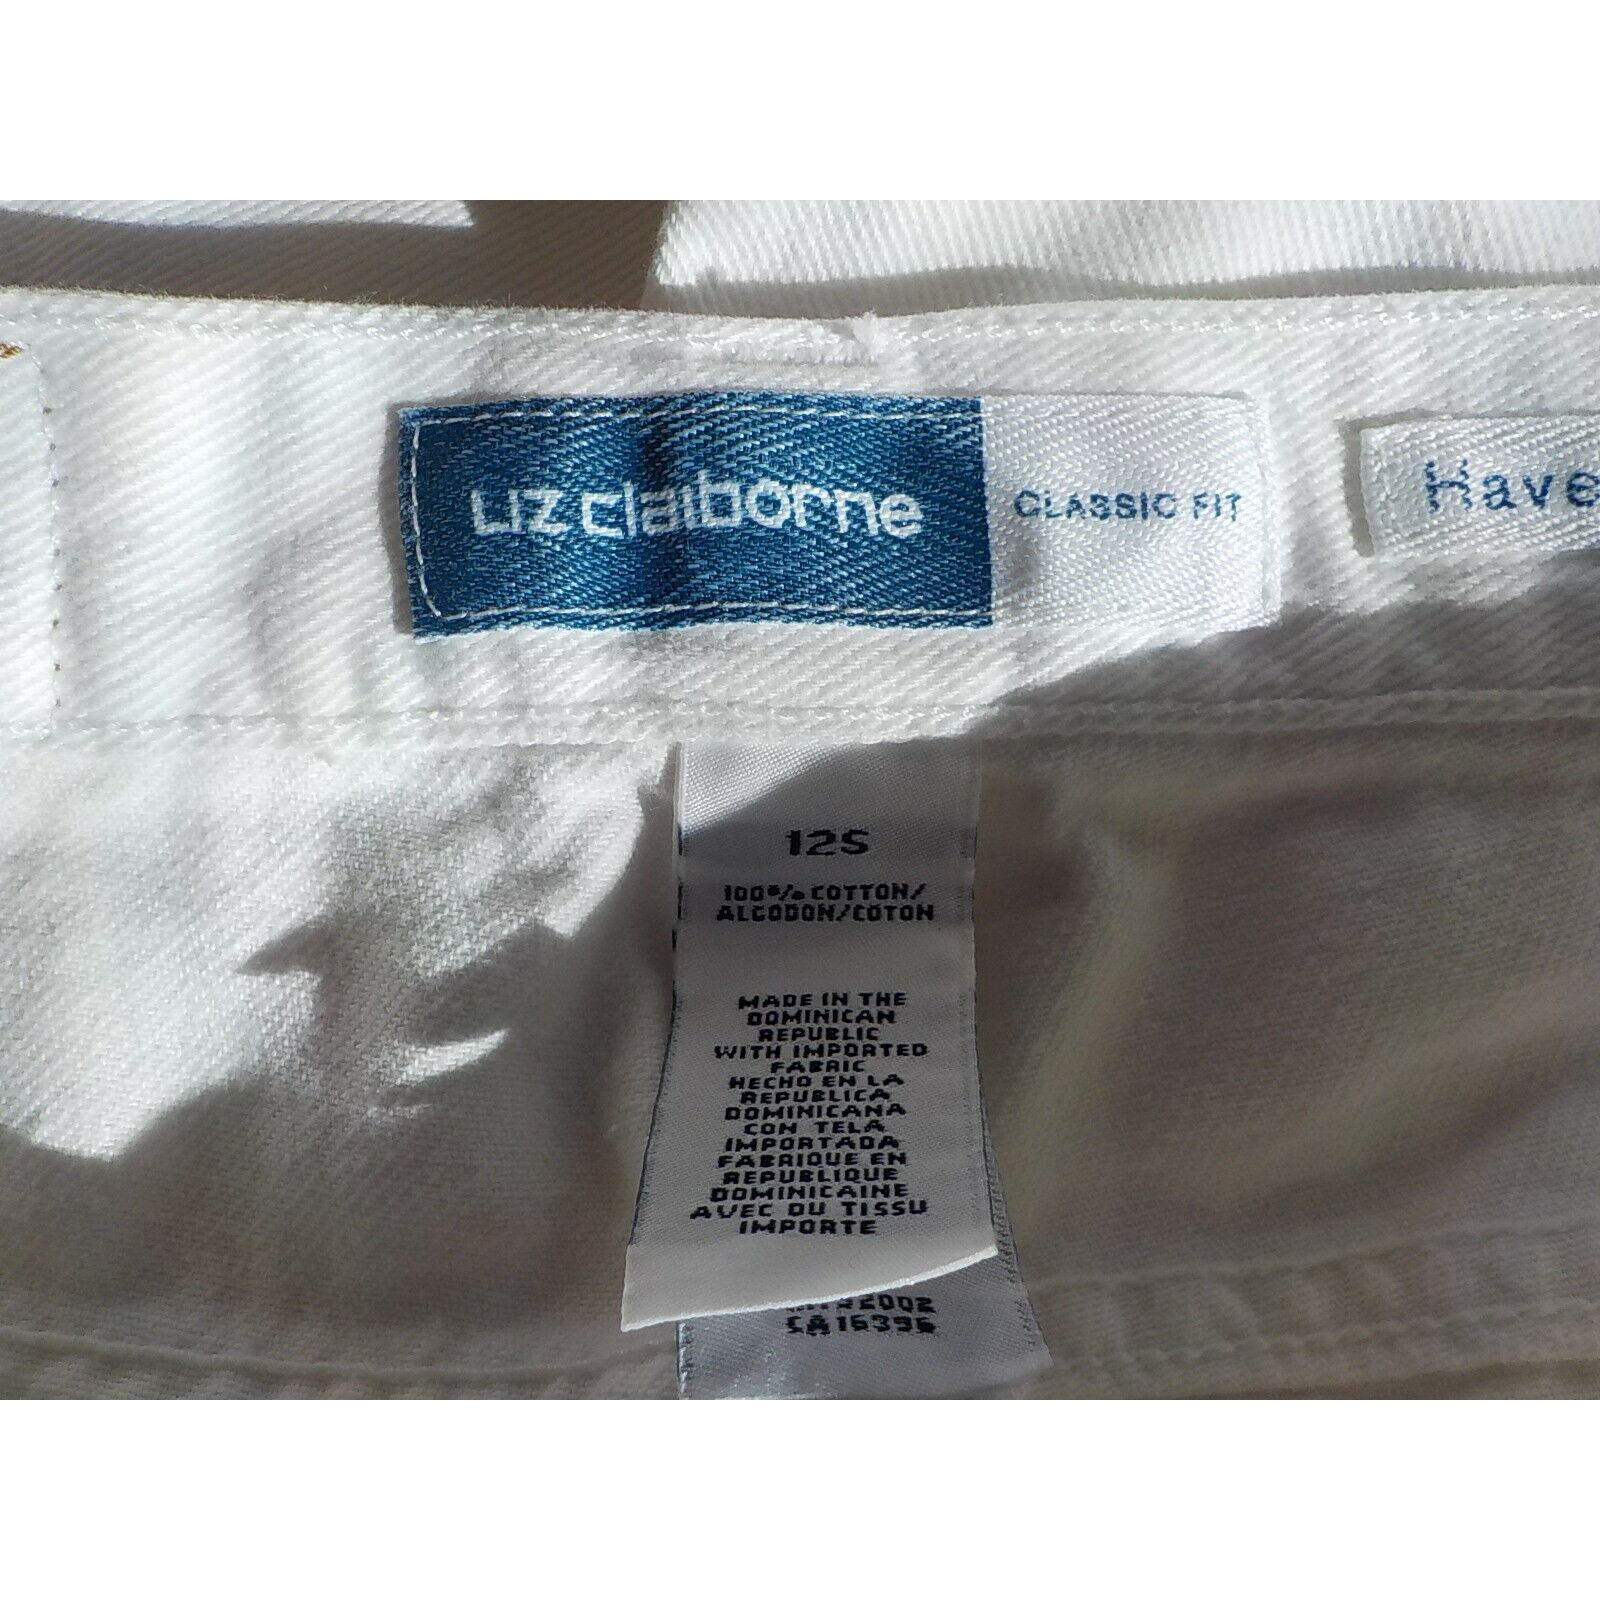 LIZ claiborne
CLASSIC FIT
Have
12S
100% COTTON/
ALGODON/COTON
MADE IN THE
DOMINICAN
REPUBLIC
WITH IMPORTED
FABRIC
HECHO EN LA
REPUBLICA
DOMINICANA
CON TELA
IMPORTADA
FABRIQUE EN
REPUBLIQUE
DOMINICAINE
AVEC DU TISSU
IMPORTE
CA16396